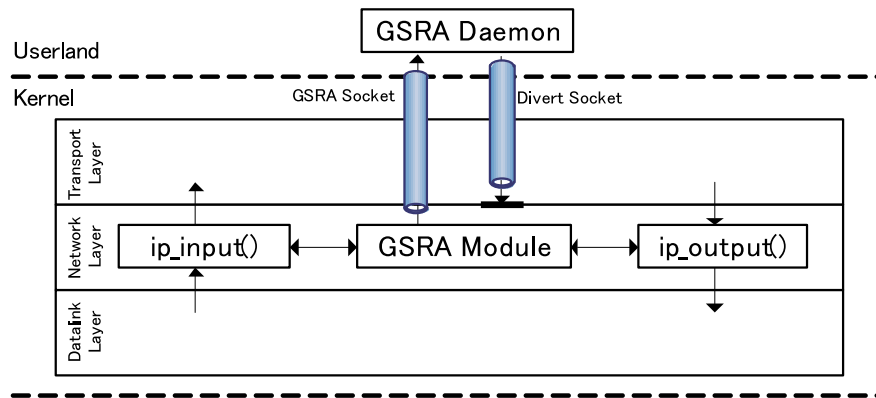 GSRA Daemon
Userland
Kernel
GSRA Socket
Divert Socket
Transport
Layer
Network
Layer
ip_input()
GSRA Module
ip_output()
Datalink
Layer